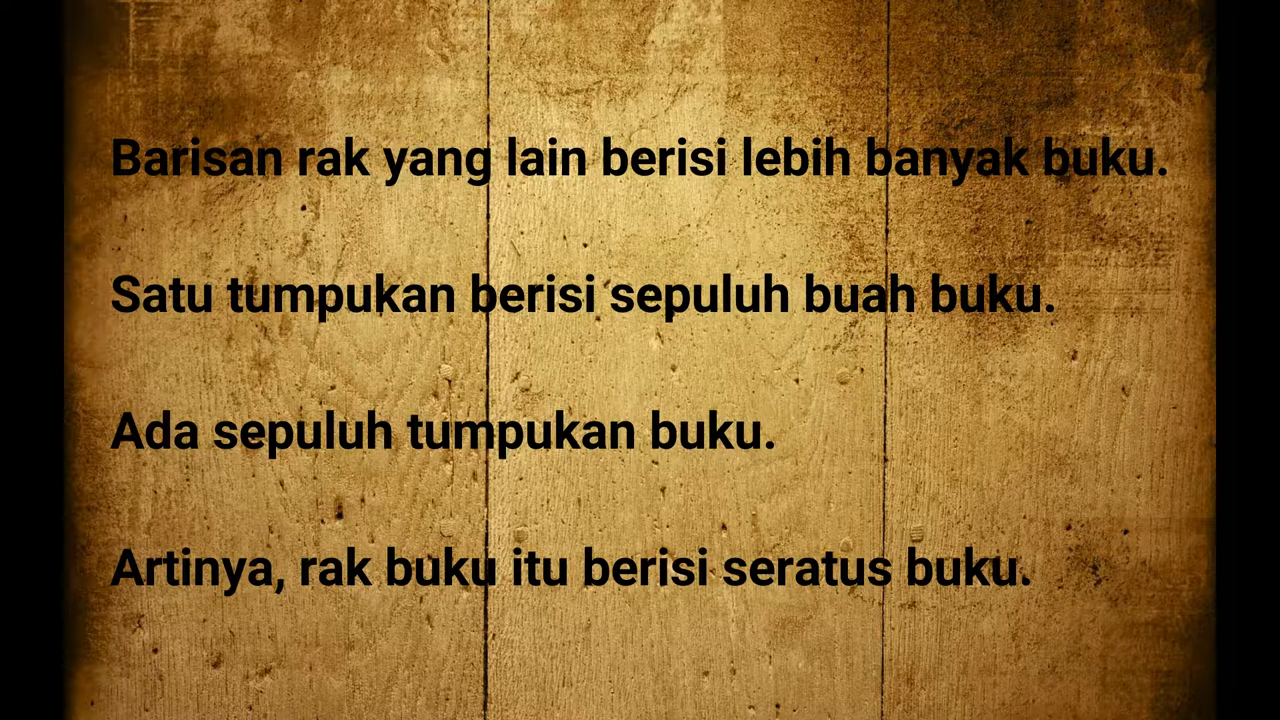 Barisan rak yang lain berisi lebih banyak buku.
Satu tumpukan berisi sepuluh buah buku.
Ada sepuluh tumpukan buku.
Artinya, rak buku itu berisi seratus buku.